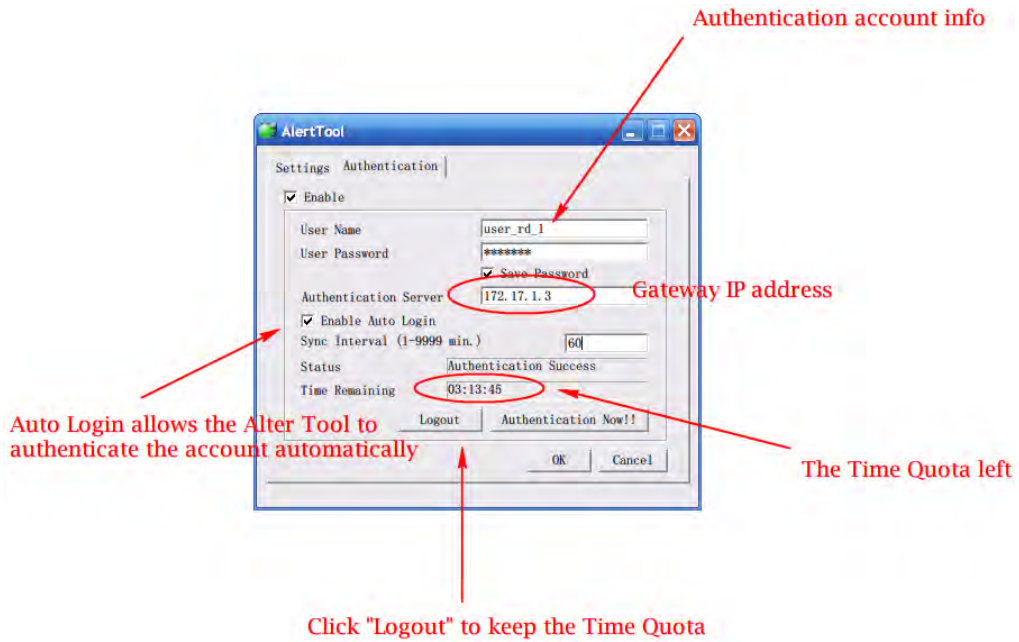 Authentication account info
AlertTool
Settings Authentication
Enable
User Name user_rd_1
User Password *******
Save Password
Authentication Server 172.17.1.3 Gateway IP address
Enable Auto Login
Sync Interval (1-9999 min.) 60
Status Authentication Success
Time Remaining 03:13:45
Logout Authentication Now!!
Auto Login allows the Alter Tool to
authenticate the account automatically
OK Cancel
The Time Quota left
Click "Logout" to keep the Time Quota